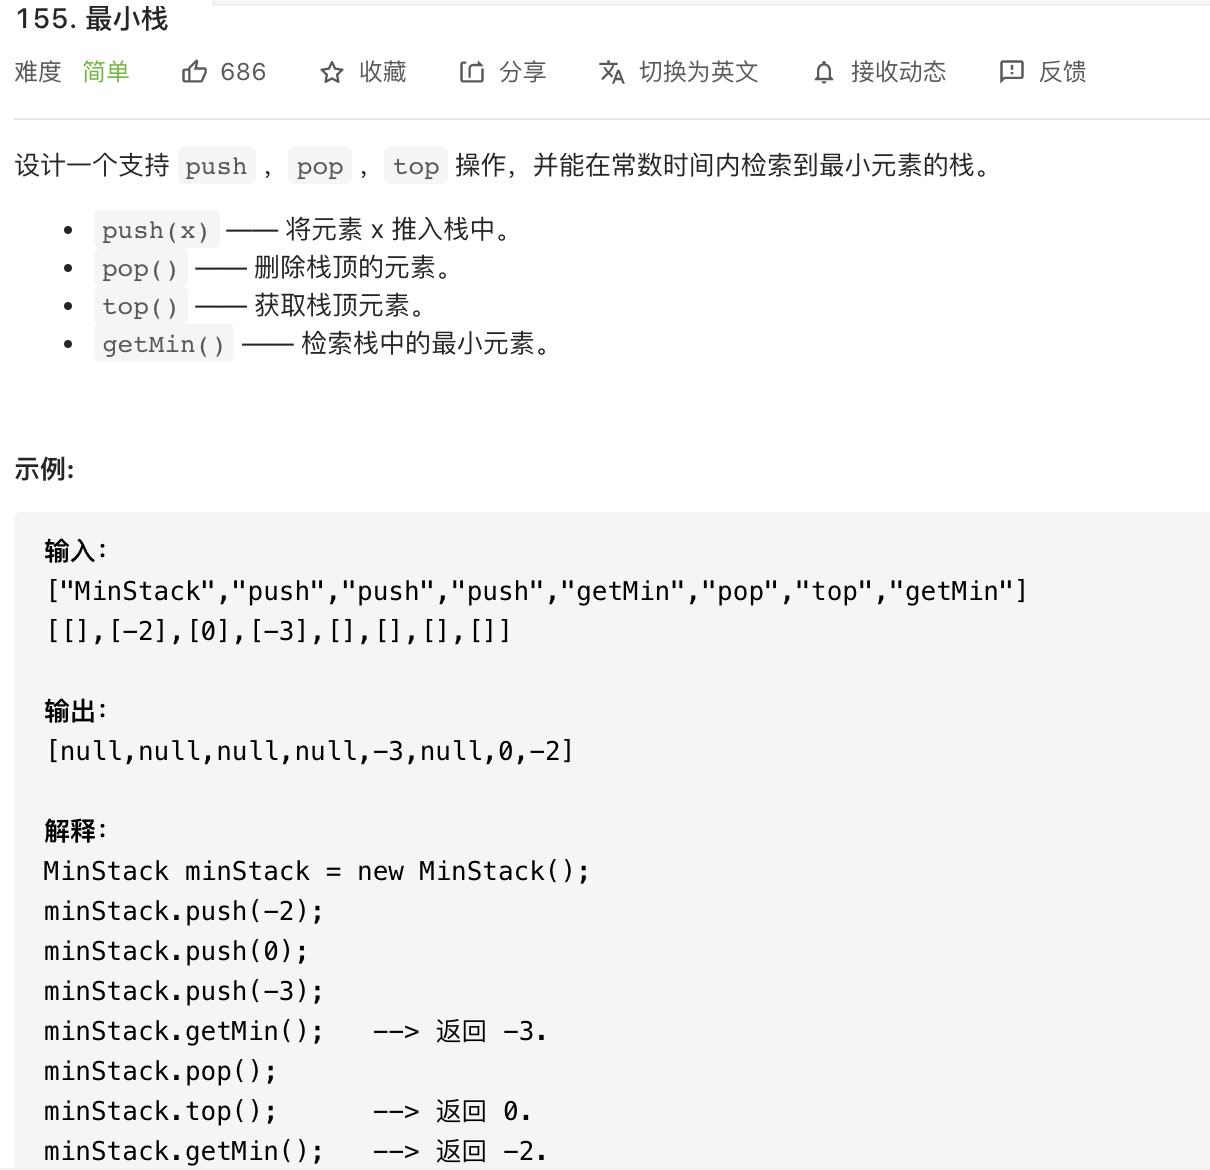 155. 最小栈
难度 简单 686 收藏 分享 切换为英文 接收动态 反馈
设计一个支持 push ，pop ，top 操作，并能在常数时间内检索到最小元素的栈。
push(x) —— 将元素 x 推入栈中。
pop() —— 删除栈顶的元素。
top() —— 获取栈顶元素。
getMin() —— 检索栈中的最小元素。
示例:
输入：
["MinStack","push","push","push","getMin","pop","top","getMin"]
[[],[-2],[0],[-3],[],[],[],[]]
输出：
[null,null,null,null,-3,null,0,-2]
解释：
MinStack minStack = new MinStack();
minStack.push(-2);
minStack.push(0);
minStack.push(-3);
minStack.getMin();   --> 返回 -3.
minStack.pop();
minStack.top();      --> 返回 0.
minStack.getMin();   --> 返回 -2.